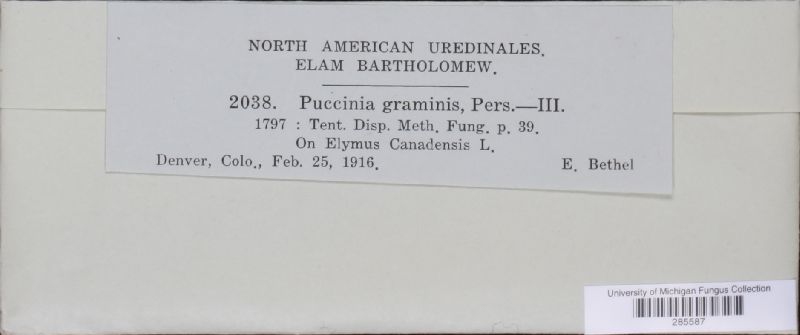 NORTH AMERICAN UREDINALES.
ELAM BARTHOLOMEW.
2038. Puccinia graminis, Pers.—III.
1797 : Tent. Disp. Meth. Fung. p. 39.
On Elymus Canadensis L.
Denver, Colo., Feb. 25, 1916. E. Bethel
University of Michigan Fungus Collection
285587